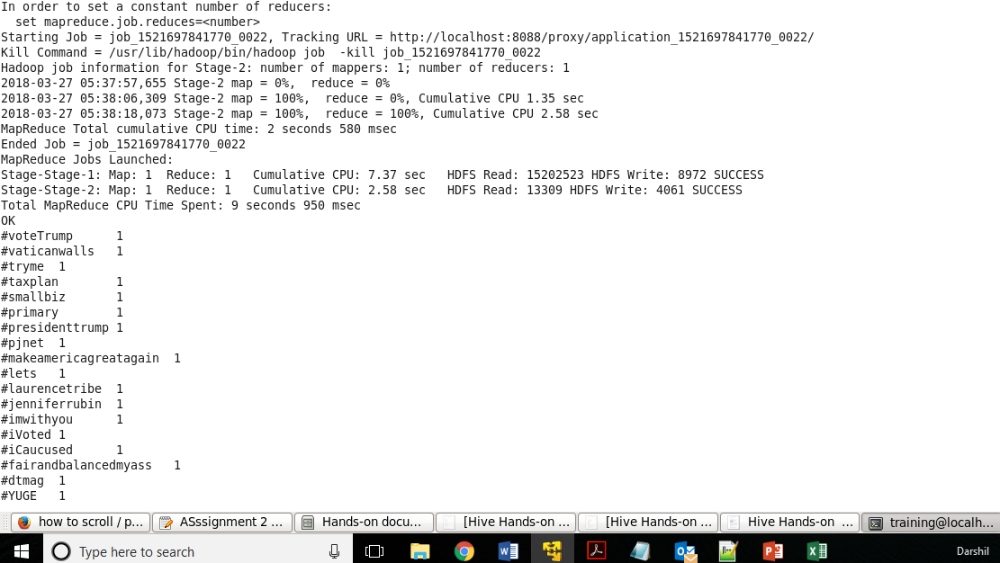 In order to set a constant number of reducers:
  set mapreduce.job.reduces=<number>
Starting Job = job_1521697841770_0022, Tracking URL = http://localhost:8088/proxy/application_1521697841770_0022/
Kill Command = /usr/lib/hadoop/bin/hadoop job  -kill job_1521697841770_0022
Hadoop job information for Stage-2: number of mappers: 1; number of reducers: 1
2018-03-27 05:37:57,655 Stage-2 map = 0%,  reduce = 0%
2018-03-27 05:38:06,309 Stage-2 map = 100%,  reduce = 0%, Cumulative CPU 1.35 sec
2018-03-27 05:38:18,073 Stage-2 map = 100%,  reduce = 100%, Cumulative CPU 2.58 sec
MapReduce Total cumulative CPU time: 2 seconds 580 msec
Ended Job = job_1521697841770_0022
MapReduce Jobs Launched:
Stage-Stage-1: Map: 1  Reduce: 1   Cumulative CPU: 7.37 sec   HDFS Read: 15202523 HDFS Write: 8972 SUCCESS
Stage-Stage-2: Map: 1  Reduce: 1   Cumulative CPU: 2.58 sec   HDFS Read: 13309 HDFS Write: 4061 SUCCESS
Total MapReduce CPU Time Spent: 9 seconds 950 msec
OK
#voteTrump      1
#vaticanwalls   1
#tryme  1
#taxplan        1
#smallbiz       1
#primary        1
#presidenttrump 1
#pjnet  1
#makeamericagreatagain  1
#lets   1
#laurencetribe  1
#jenniferrubin  1
#imwithyou      1
#iVoted 1
#iCaucused      1
#fairandbalancedmyass   1
#dtmag  1
#YUGE   1
how to scroll / p... ASssignment 2 ... Hands-on docu... [Hive Hands-on ... [Hive Hands-on ... Hive Hands-on ... training@localh...
Type here to search Darshil